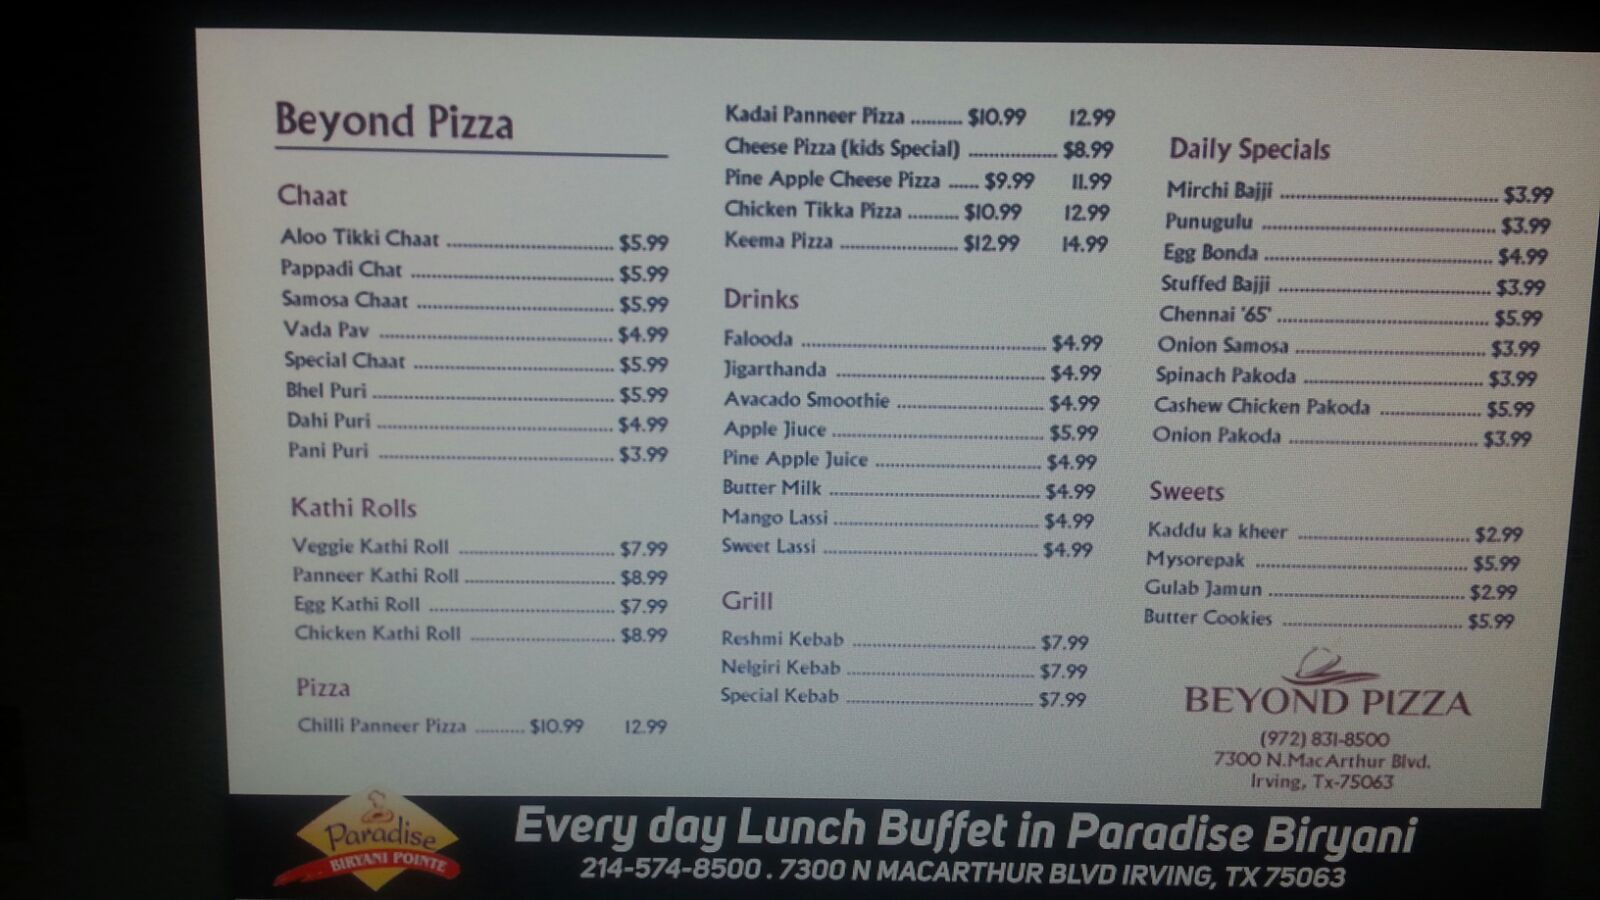 Beyond Pizza
Chaat
Aloo Tikki Chaat ........................ $5.99
Pappadi Chat ........................ $5.99
Samosa Chaat ........................ $5.99
Vada Pav ........................ $4.99
Special Chaat ........................ $5.99
Bhel Puri ........................ $5.99
Dahi Puri ........................ $4.99
Pani Puri ........................ $3.99
Kathi Rolls
Veggie Kathi Roll ........................ $7.99
Panneer Kathi Roll ........................ $8.99
Egg Kathi Roll ........................ $7.99
Chicken Kathi Roll ........................ $8.99
Pizza
Chilli Panneer Pizza .......... $10.99 12.99
Kadai Panneer Pizza .......... $10.99 12.99
Cheese Pizza (kids Special) .................. $8.99
Pine Apple Cheese Pizza ...... $9.99 11.99
Chicken Tikka Pizza .......... $10.99 12.99
Keema Pizza ........................ $12.99 14.99
Drinks
Falooda ........................ $4.99
Jigarthanda ........................ $4.99
Avacado Smoothie ........................ $4.99
Apple Jiuce ........................ $5.99
Pine Apple Juice ........................ $4.99
Butter Milk ........................ $4.99
Mango Lassi ........................ $4.99
Sweet Lassi ........................ $4.99
Grill
Reshmi Kebab ........................ $7.99
Nelgiri Kebab ........................ $7.99
Special Kebab ........................ $7.99
Daily Specials
Mirchi Bajji ........................ $3.99
Punugulu ........................ $3.99
Egg Bonda ........................ $4.99
Stuffed Bajji ........................ $3.99
Chennai '65' ........................ $5.99
Onion Samosa ........................ $3.99
Spinach Pakoda ........................ $3.99
Cashew Chicken Pakoda ................ $5.99
Onion Pakoda ........................ $3.99
Sweets
Kaddu ka kheer ........................ $2.99
Mysorepak ........................ $5.99
Gulab Jamun ........................ $2.99
Butter Cookies ........................ $5.99
BEYOND PIZZA
(972) 831-8500
7300 N.MacArthur Blvd.
Irving, Tx-75063
Paradise
BIRYANI POINTE
Every day Lunch Buffet in Paradise Biryani
214-574-8500 . 7300 N MACARTHUR BLVD IRVING, TX 75063